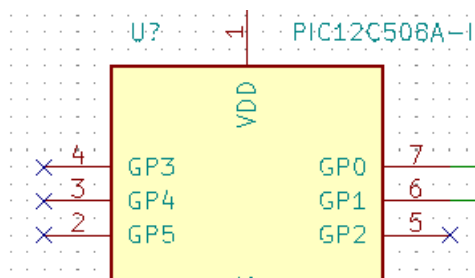 U? 1 PIC12C508A-I
VDD
4 GP3 GP0 7
3 GP4 GP1 6
2 GP5 GP2 5